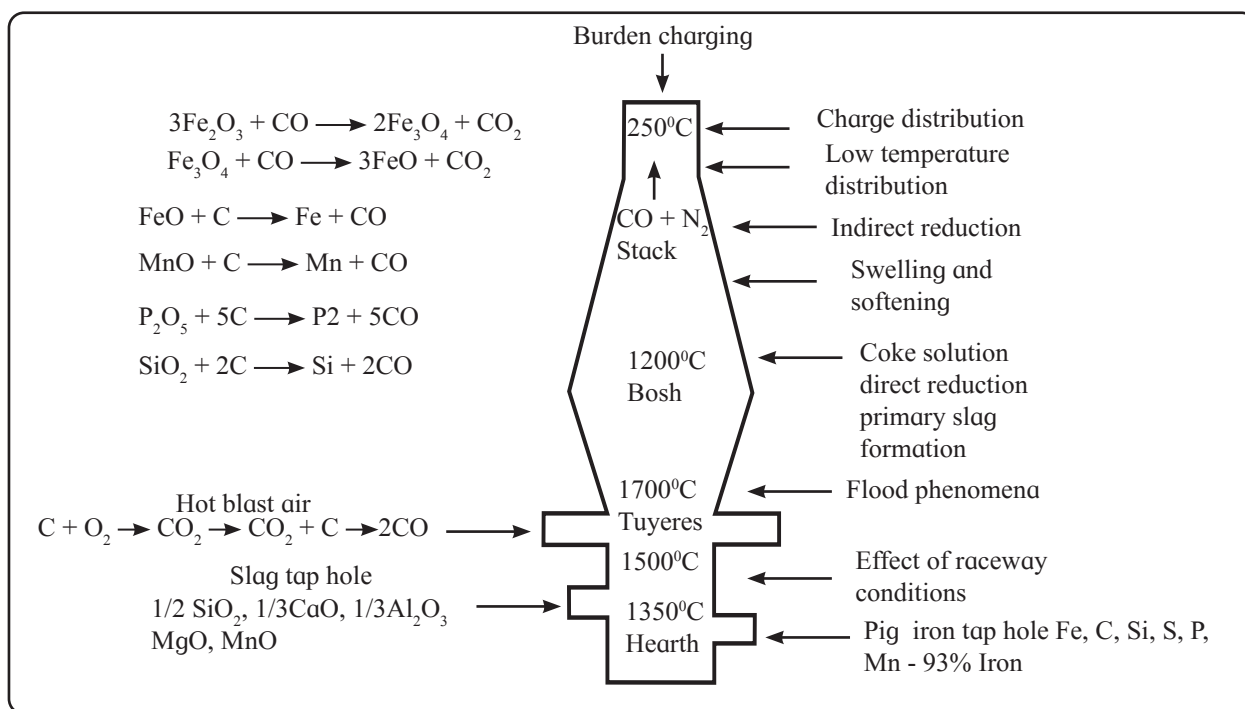 Burden charging
3Fe₂O₃ + CO → 2Fe₃O₄ + CO₂
Fe₃O₄ + CO → 3FeO + CO₂
FeO + C → Fe + CO
MnO + C → Mn + CO
P₂O₅ + 5C → P2 + 5CO
SiO₂ + 2C → Si + 2CO
Hot blast air
C + O₂ → CO₂ → CO₂ + C → 2CO
Slag tap hole
1/2 SiO₂, 1/3CaO, 1/3Al₂O₃
MgO, MnO
250⁰C
CO + N₂
Stack
1200⁰C
Bosh
1700⁰C
Tuyeres
1500⁰C
1350⁰C
Hearth
Charge distribution
Low temperature
distribution
Indirect reduction
Swelling and
softening
Coke solution
direct reduction
primary slag
formation
Flood phenomena
Effect of raceway
conditions
Pig iron tap hole Fe, C, Si, S, P,
Mn - 93% Iron